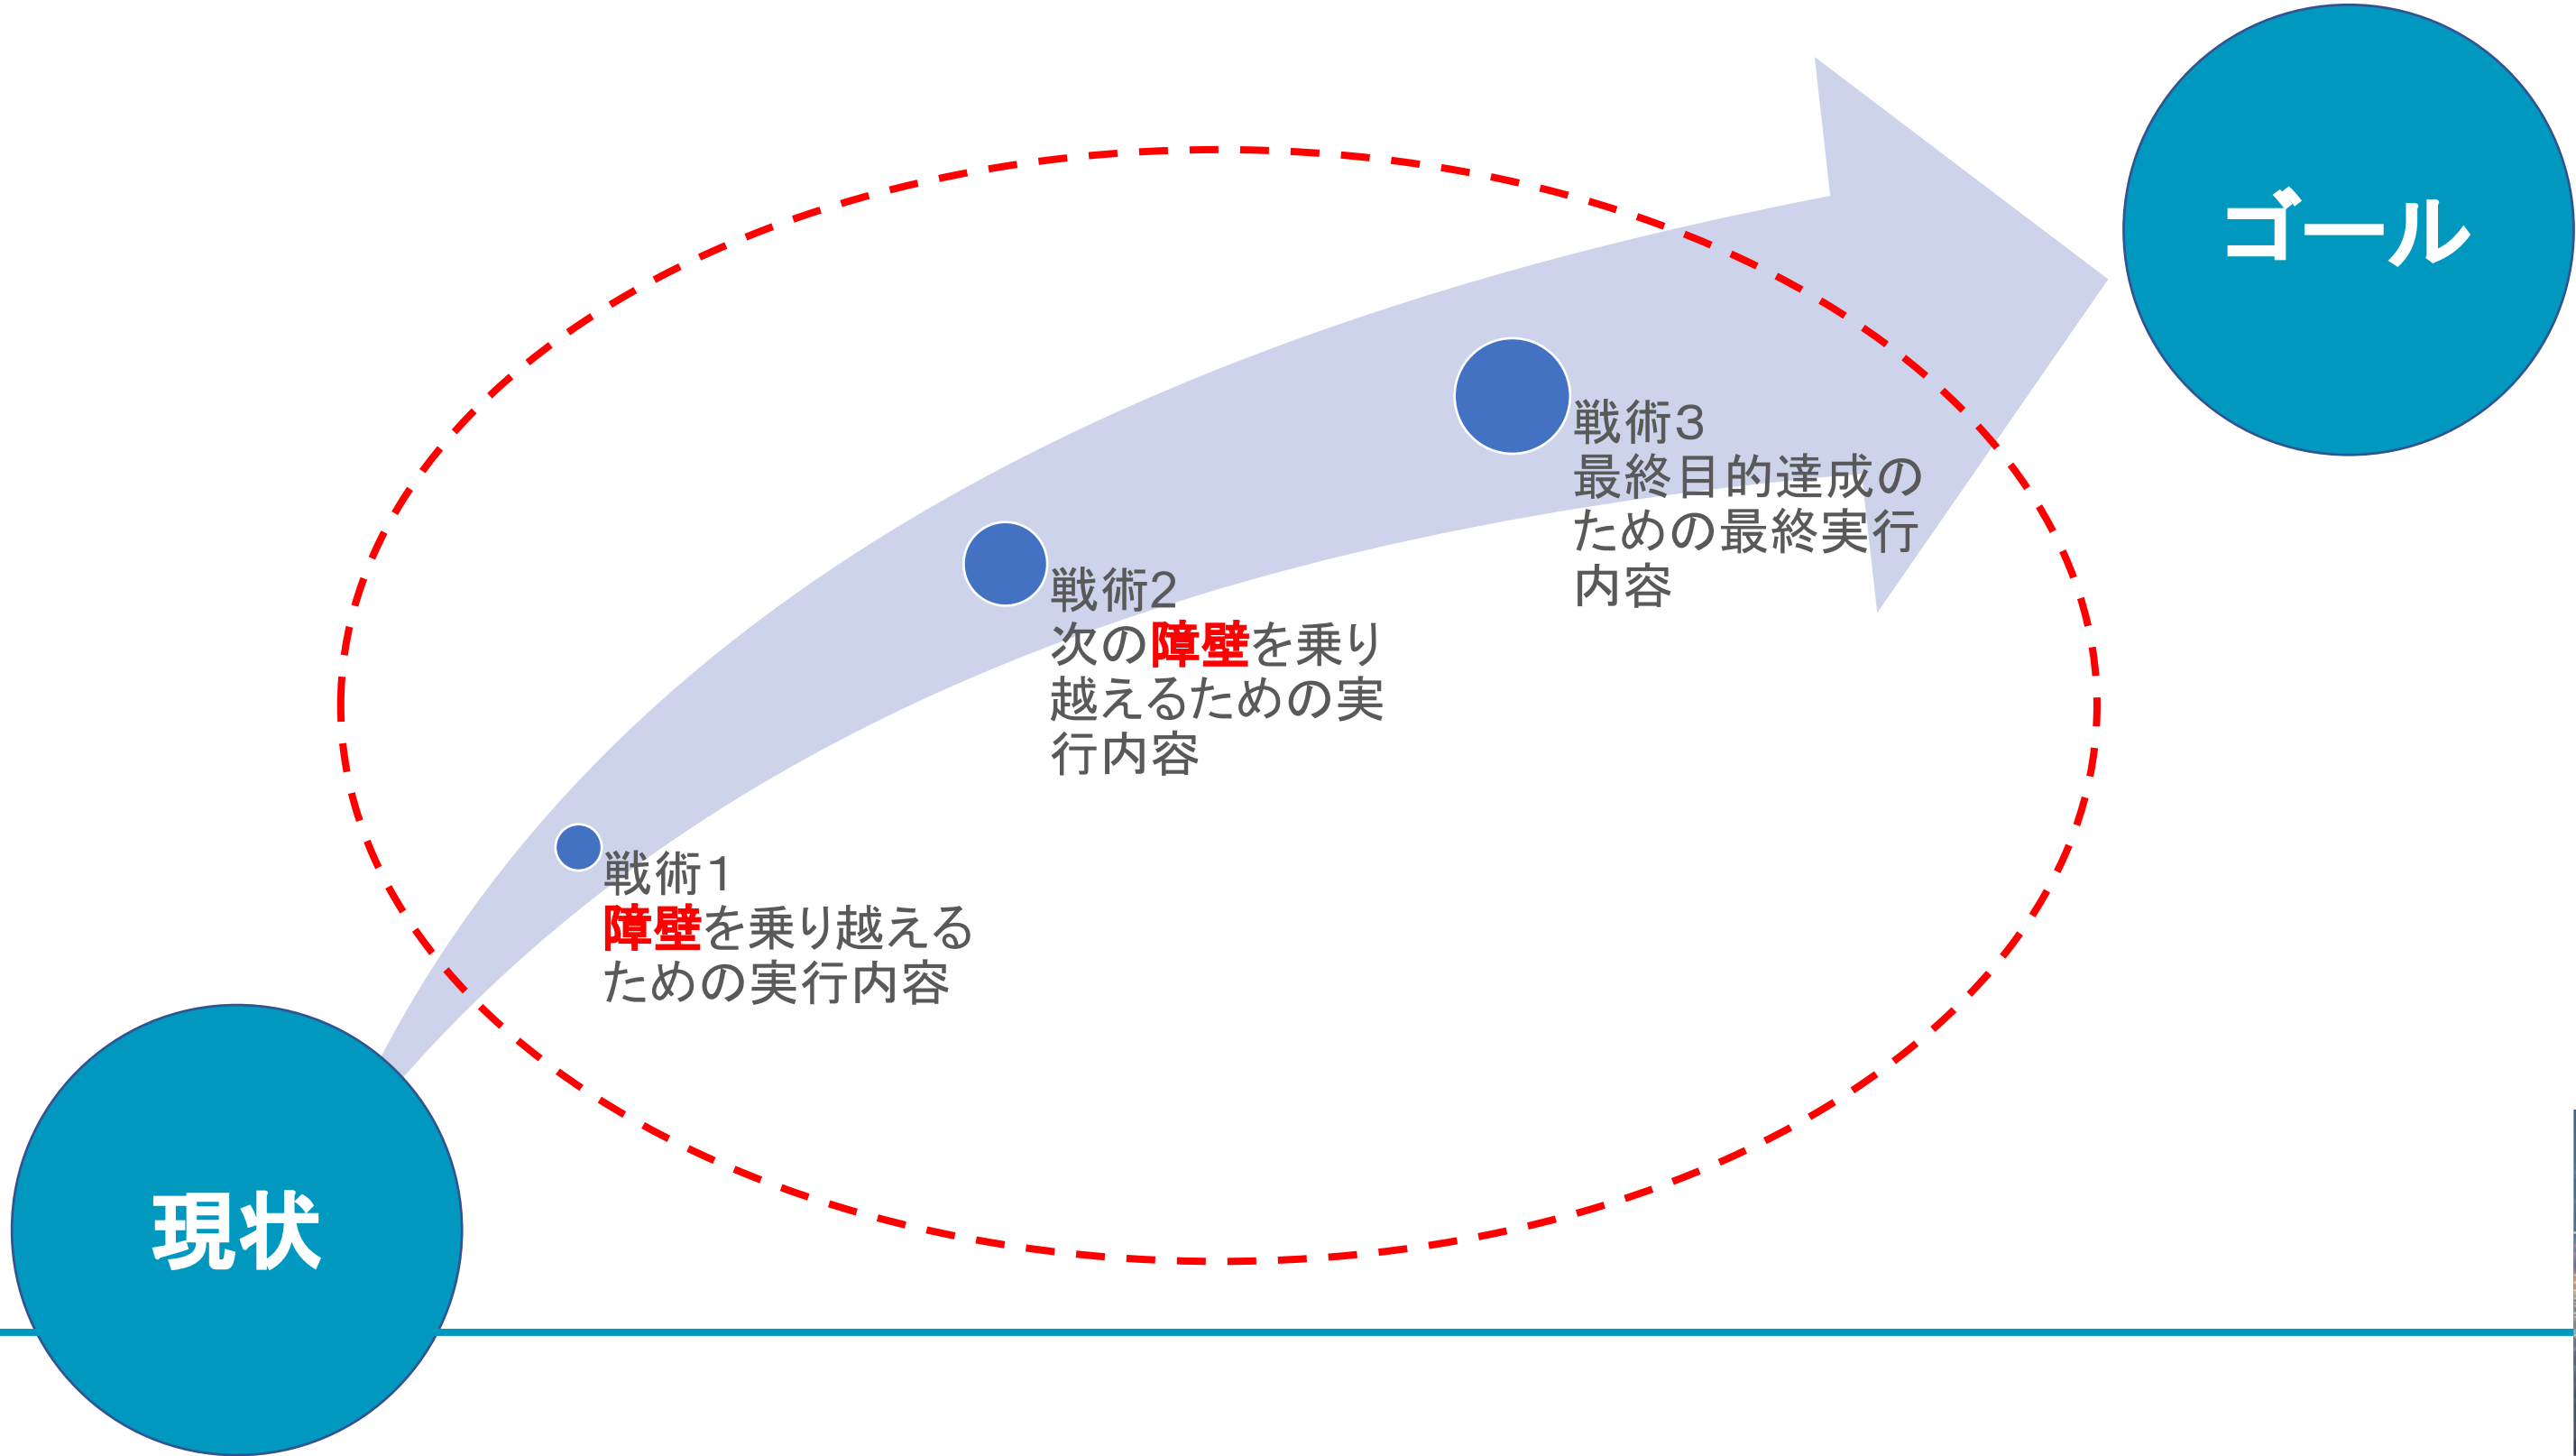 ゴール
戦術３
最終目的達成の
ための最終実行
内容
戦術2
次の障壁を乗り
越えるための実
行内容
戦術１
障壁を乗り越える
ための実行内容
現状